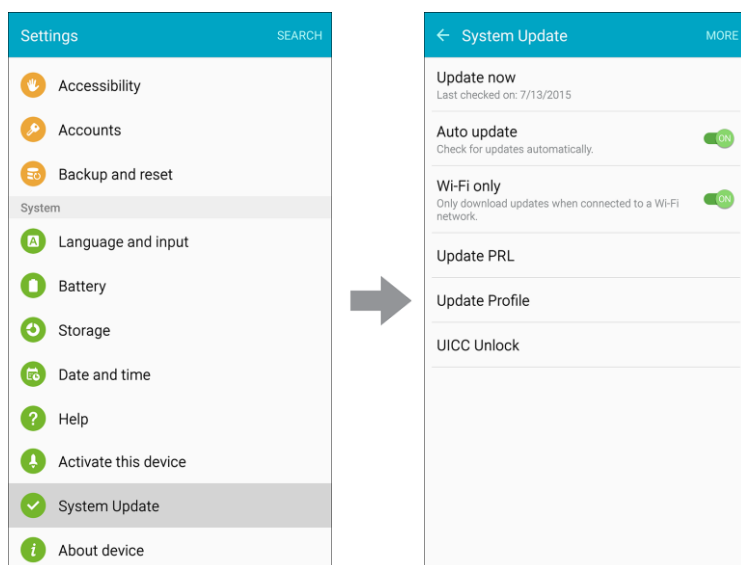 Settings
SEARCH
Accessibility
Accounts
Backup and reset
System
A
Language and input
Battery
Storage
Date and time
?
Help
Activate this device
System Update
i
About device
System Update
MORE
Update now
Last checked on: 7/13/2015
Auto update
Check for updates automatically.
ON
Wi-Fi only
Only download updates when connected to a Wi-Fi
network.
ON
Update PRL
Update Profile
UICC Unlock